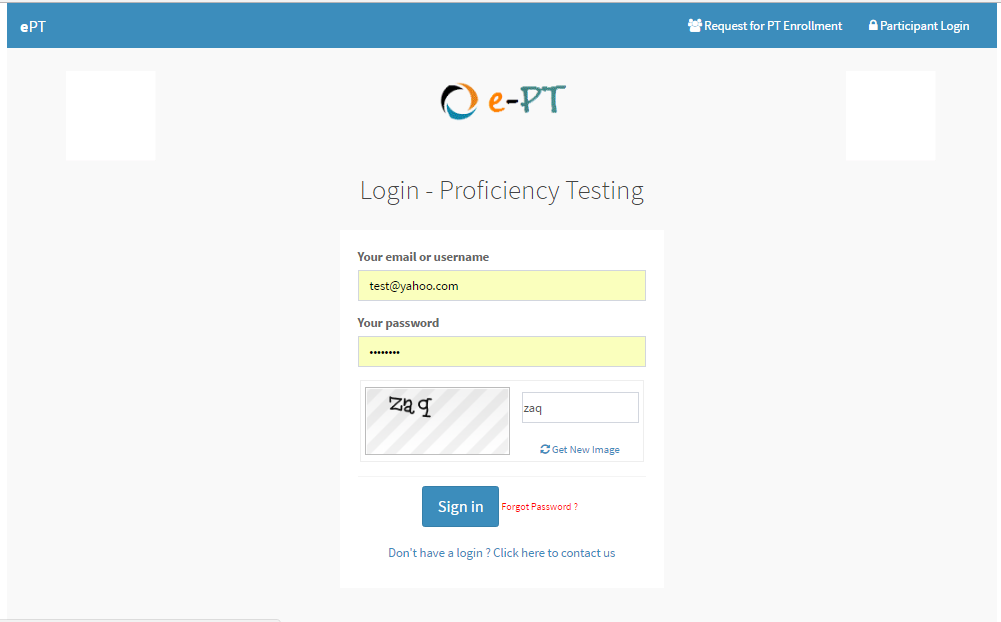 ePT
Request for PT Enrollment
Participant Login
e-PT
Login - Proficiency Testing
Your email or username
test@yahoo.com
Your password
••••••••
zaq
zaq
Get New Image
Sign in
Forgot Password ?
Don't have a login ? Click here to contact us